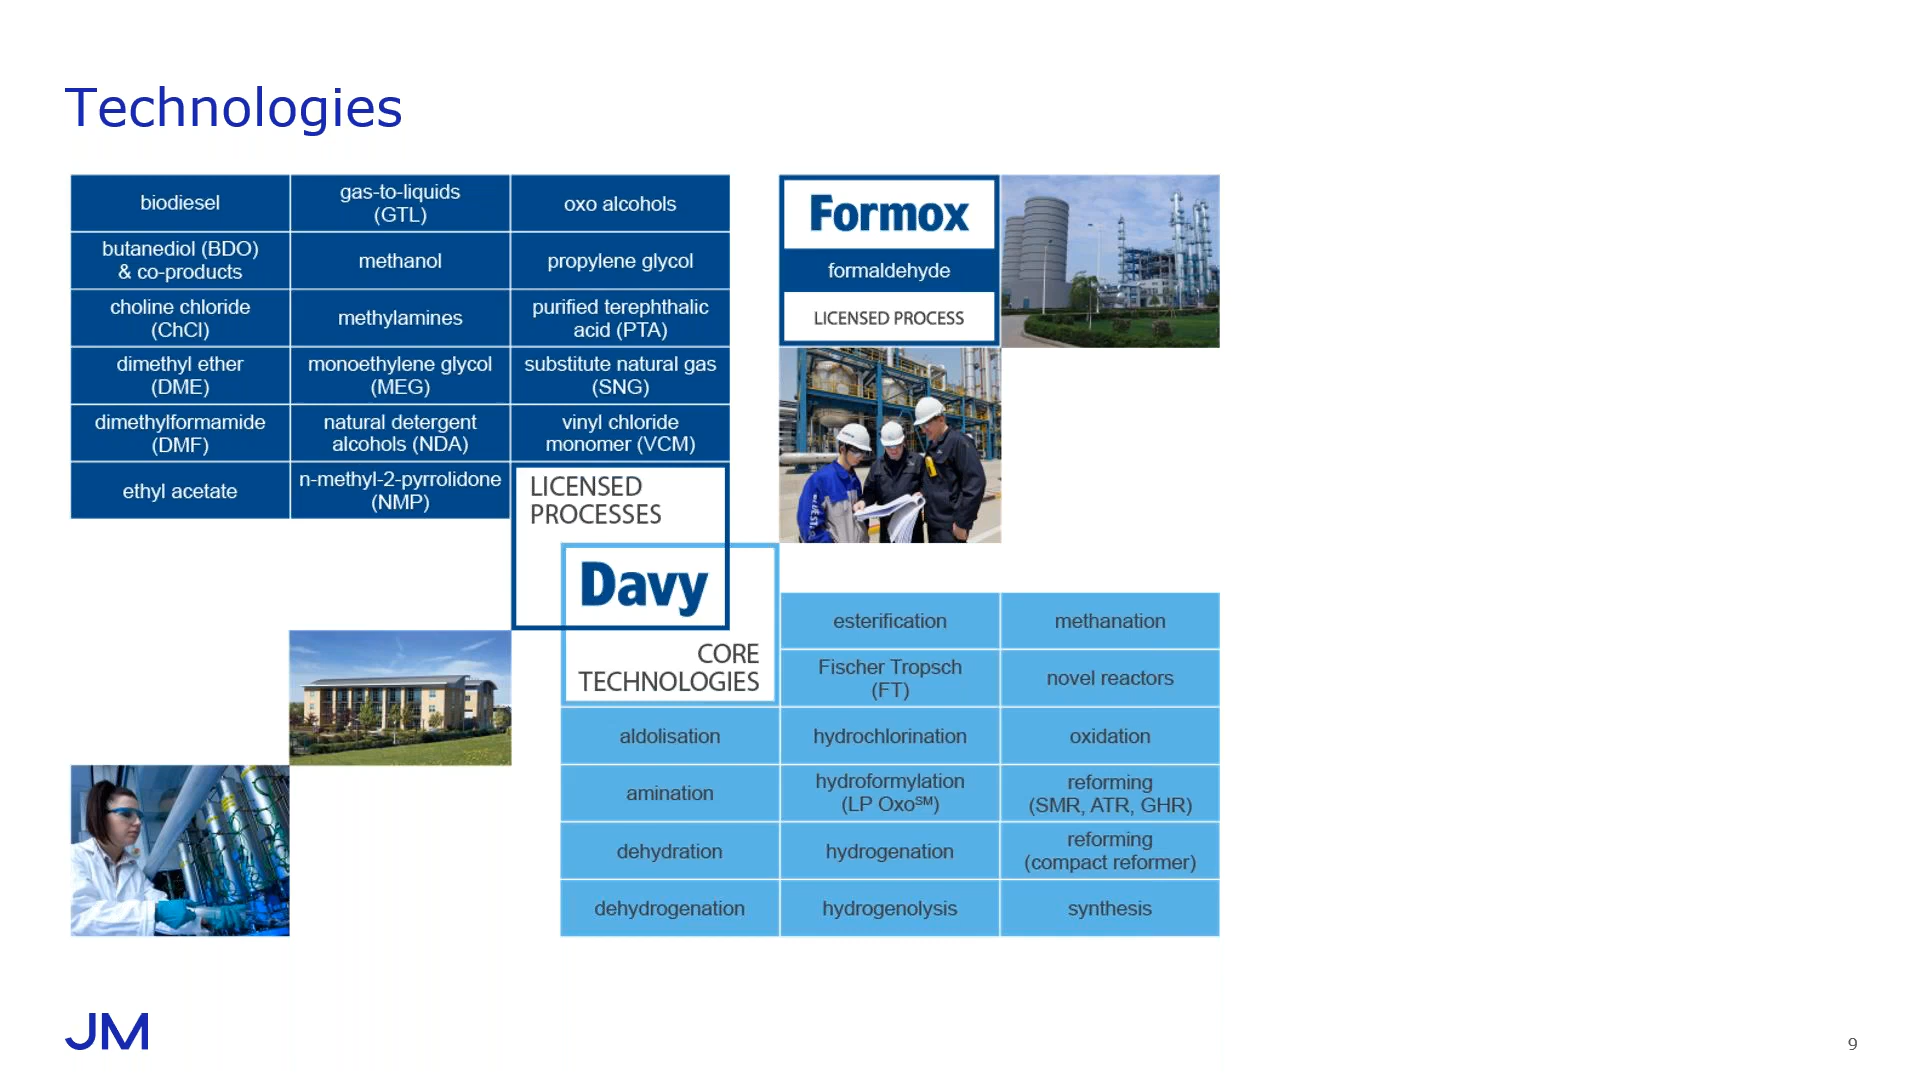 Technologies
biodiesel
gas-to-liquids
(GTL)
oxo alcohols
butanediol (BDO)
& co-products
methanol
propylene glycol
choline chloride
(ChCl)
methylamines
purified terephthalic
acid (PTA)
dimethyl ether
(DME)
monoethylene glycol
(MEG)
substitute natural gas
(SNG)
dimethylformamide
(DMF)
natural detergent
alcohols (NDA)
vinyl chloride
monomer (VCM)
ethyl acetate
n-methyl-2-pyrrolidone
(NMP)
LICENSED
PROCESSES
Formox
formaldehyde
LICENSED PROCESS
Davy
CORE
TECHNOLOGIES
esterification
methanation
Fischer Tropsch
(FT)
novel reactors
aldolisation
hydrochlorination
oxidation
amination
hydroformylation
(LP Oxo℠)
reforming
(SMR, ATR, GHR)
dehydration
hydrogenation
reforming
(compact reformer)
dehydrogenation
hydrogenolysis
synthesis
JM
9